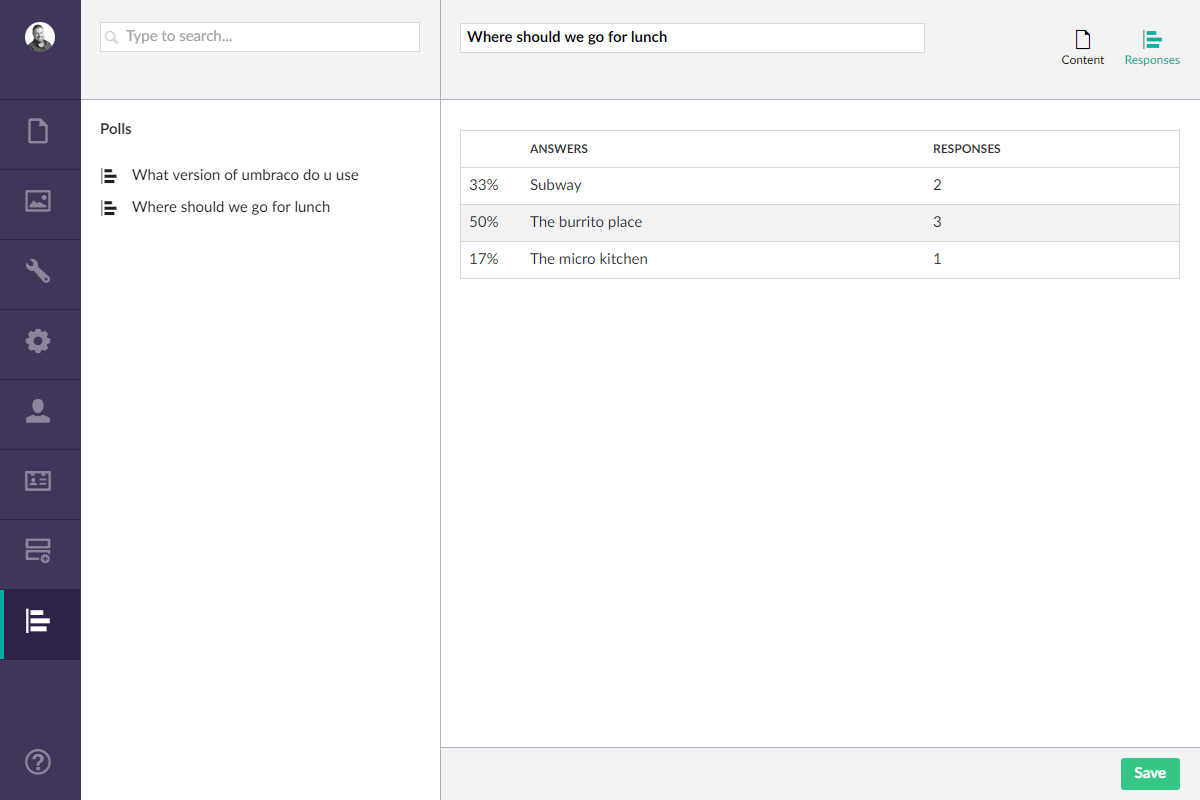 Type to search...
Where should we go for lunch
Content
Responses
Polls
What version of umbraco do u use
Where should we go for lunch
ANSWERS RESPONSES
33% Subway 2
50% The burrito place 3
17% The micro kitchen 1
Save